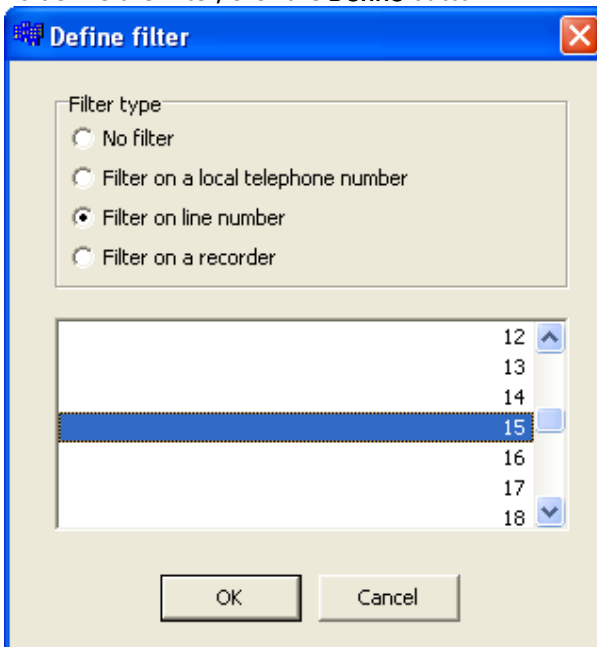 Define filter
Filter type
No filter
Filter on a local telephone number
Filter on line number
Filter on a recorder
12
13
14
15
16
17
18
OK
Cancel